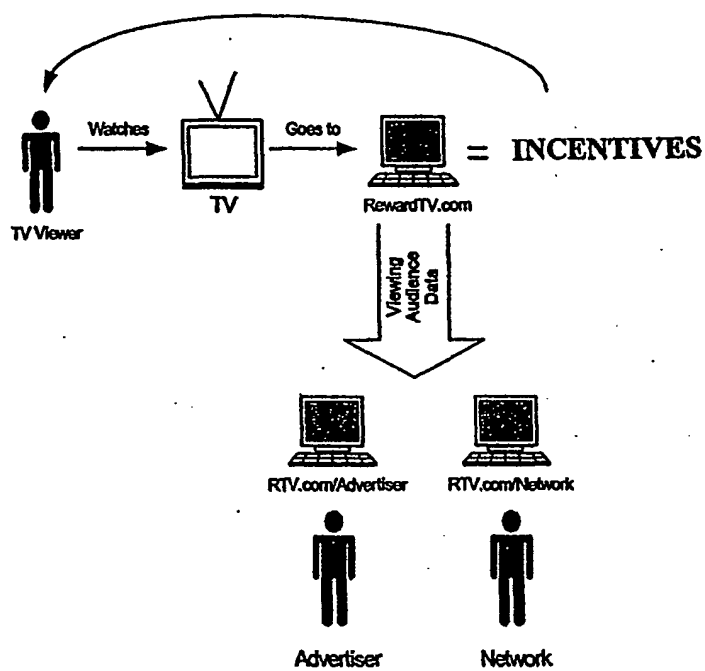 Watches
Goes to
= INCENTIVES
TV
RewardTV.com
TV Viewer
Viewing
Audience
Data
RTV.com/Advertiser
RTV.com/Network
Advertiser
Network